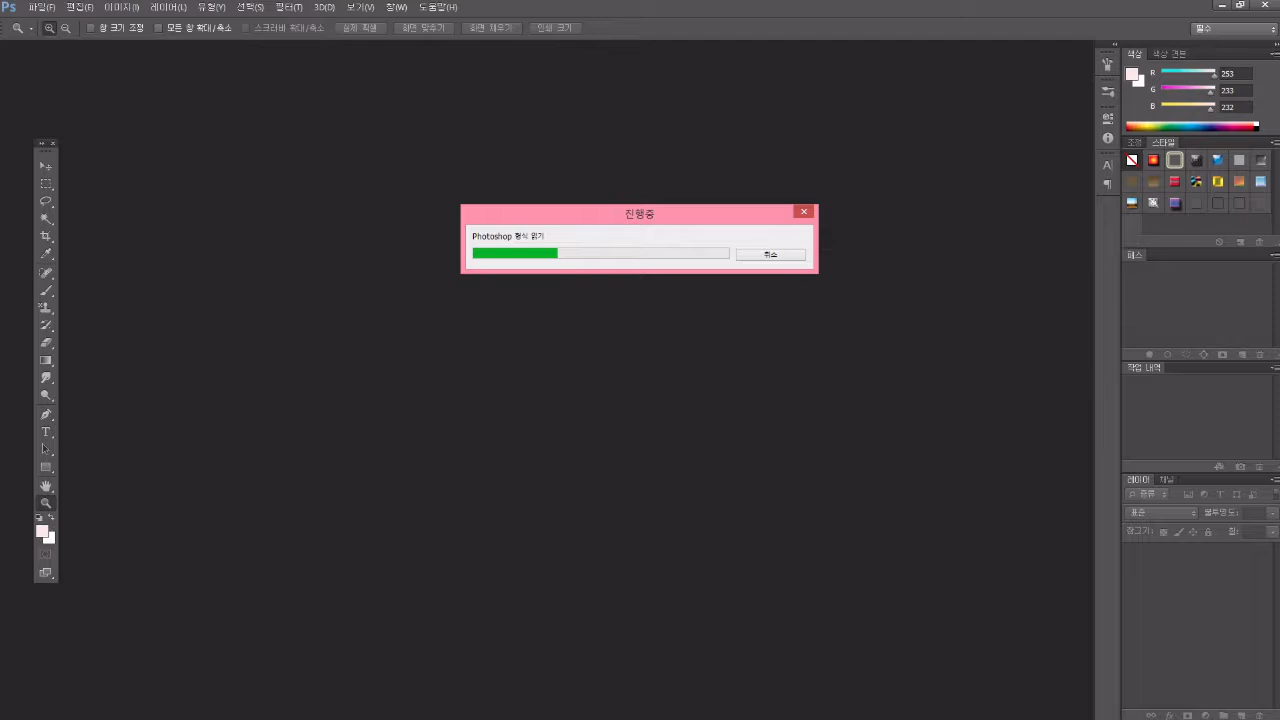 Ps 파일(F) 편집(E) 이미지(I) 레이어(L) 유형(Y) 선택(S) 필터(T) 3D(D) 보기(V) 창(W) 도움말(H)
창 크기 조정 모든 창 확대/축소 스크러비 확대/축소 실제 픽셀 화면 맞추기 화면 채우기 인쇄 크기 필수
색상 색상 견본
R 253
G 233
B 232
조정 스타일
진행중
Photoshop 형식 읽기
취소
패스
작업 내역
레이어 채널
종류
표준 불투명도:
잠그기: 칠: